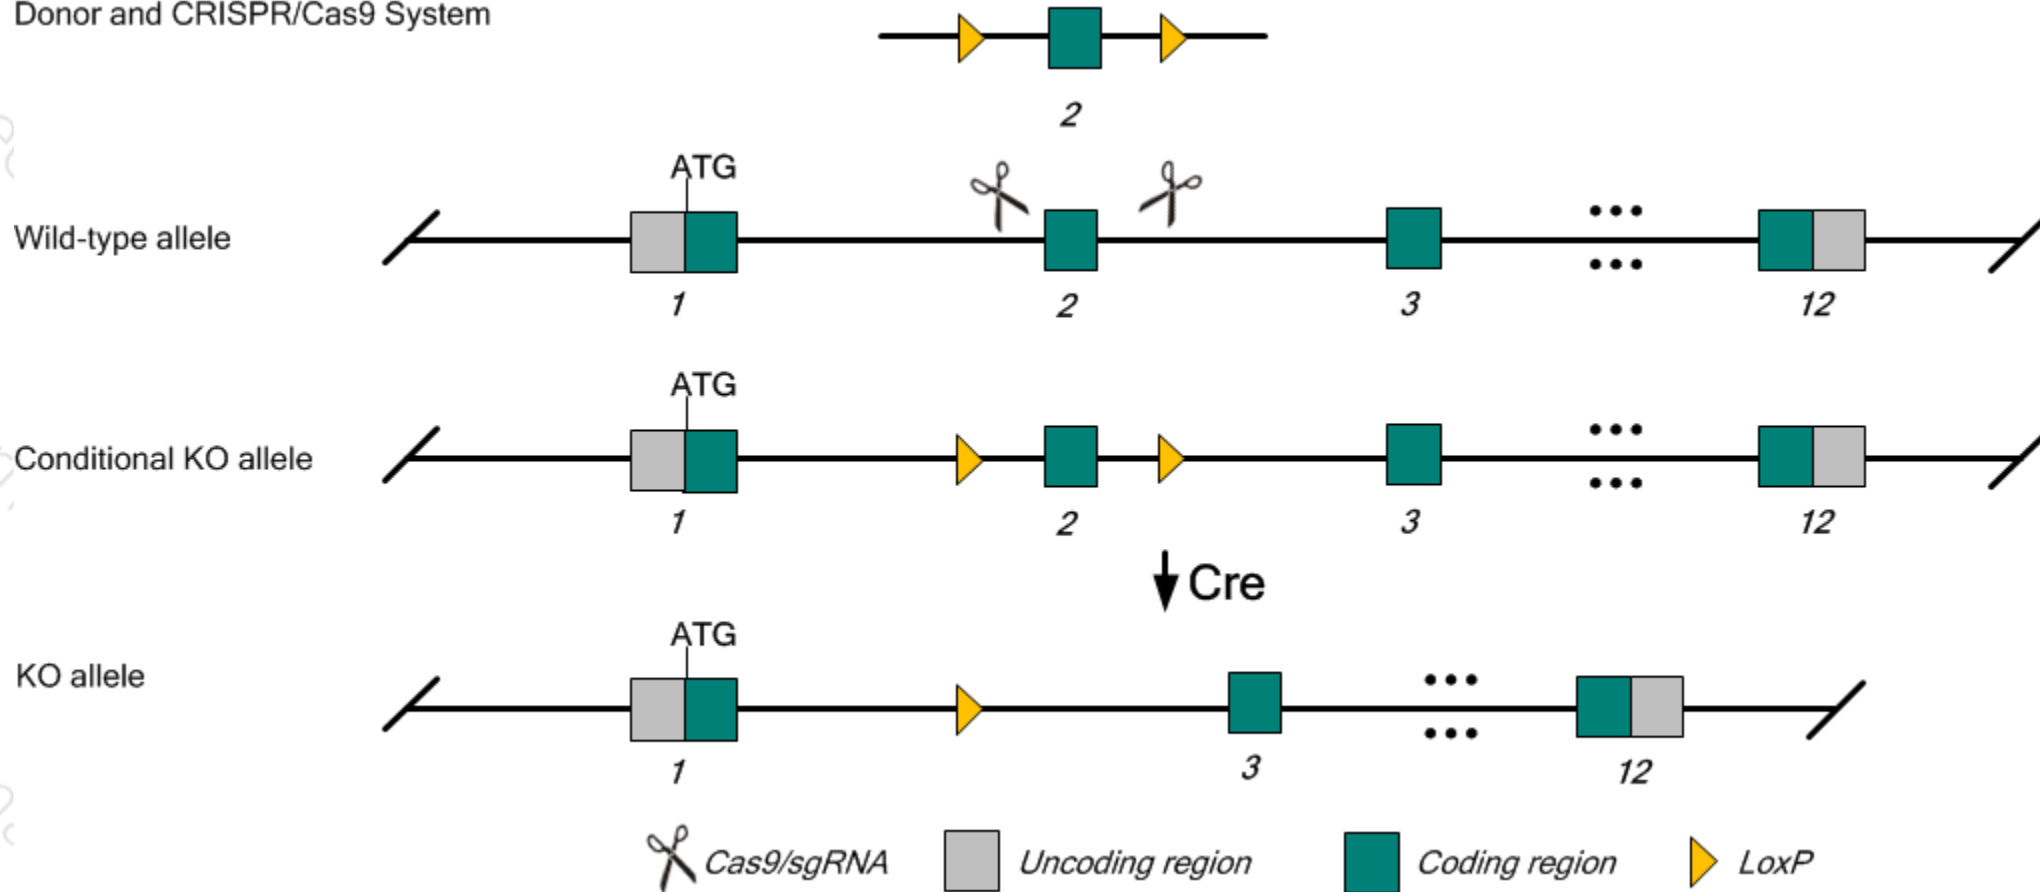 Donor and CRISPR/Cas9 System
2
ATG
Wild-type allele
1 2 3 12
ATG
Conditional KO allele
1 2 3 12
Cre
ATG
KO allele
1 3 12
Cas9/sgRNA Uncoding region Coding region LoxP